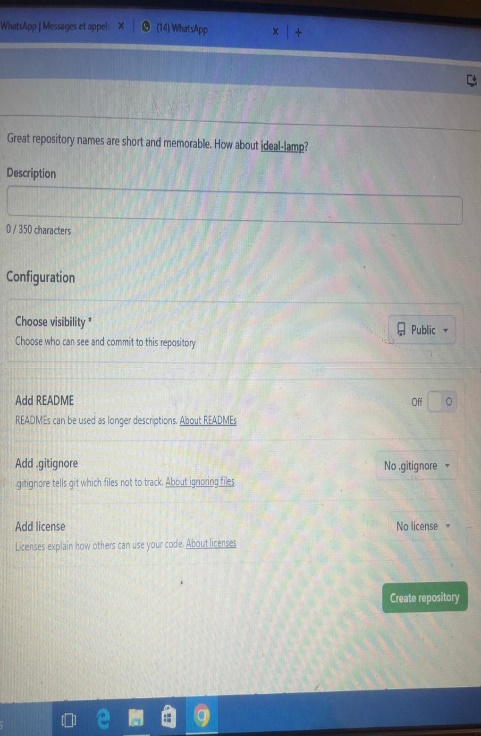 WhatsApp | Messages et appel: X
(14) WhatsApp X +
Great repository names are short and memorable. How about ideal-lamp?
Description
0 / 350 characters
Configuration
Choose visibility *
Public
Choose who can see and commit to this repository
Add README
Off
READMEs can be used as longer descriptions. About READMEs
Add .gitignore
No .gitignore
.gitignore tells git which files not to track. About ignoring files
Add license
No license
Licenses explain how others can use your code. About licenses
Create repository